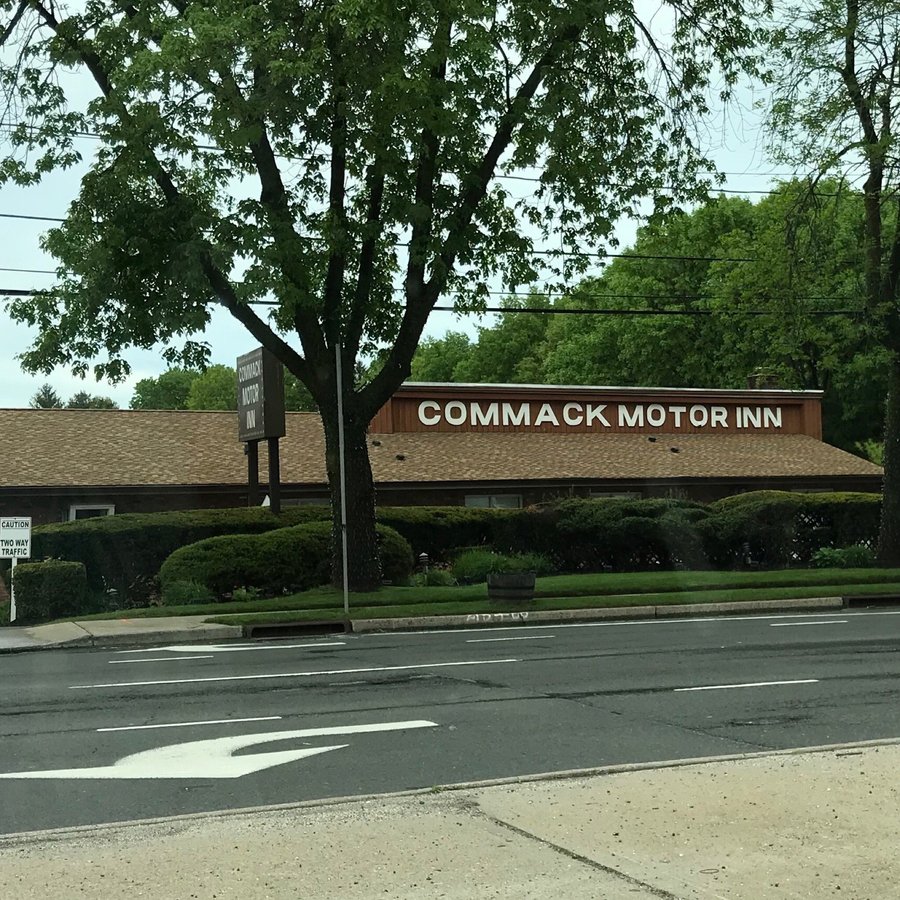 COMMACK
MOTOR
INN
COMMACK MOTOR INN
CAUTION
TWO WAY
TRAFFIC